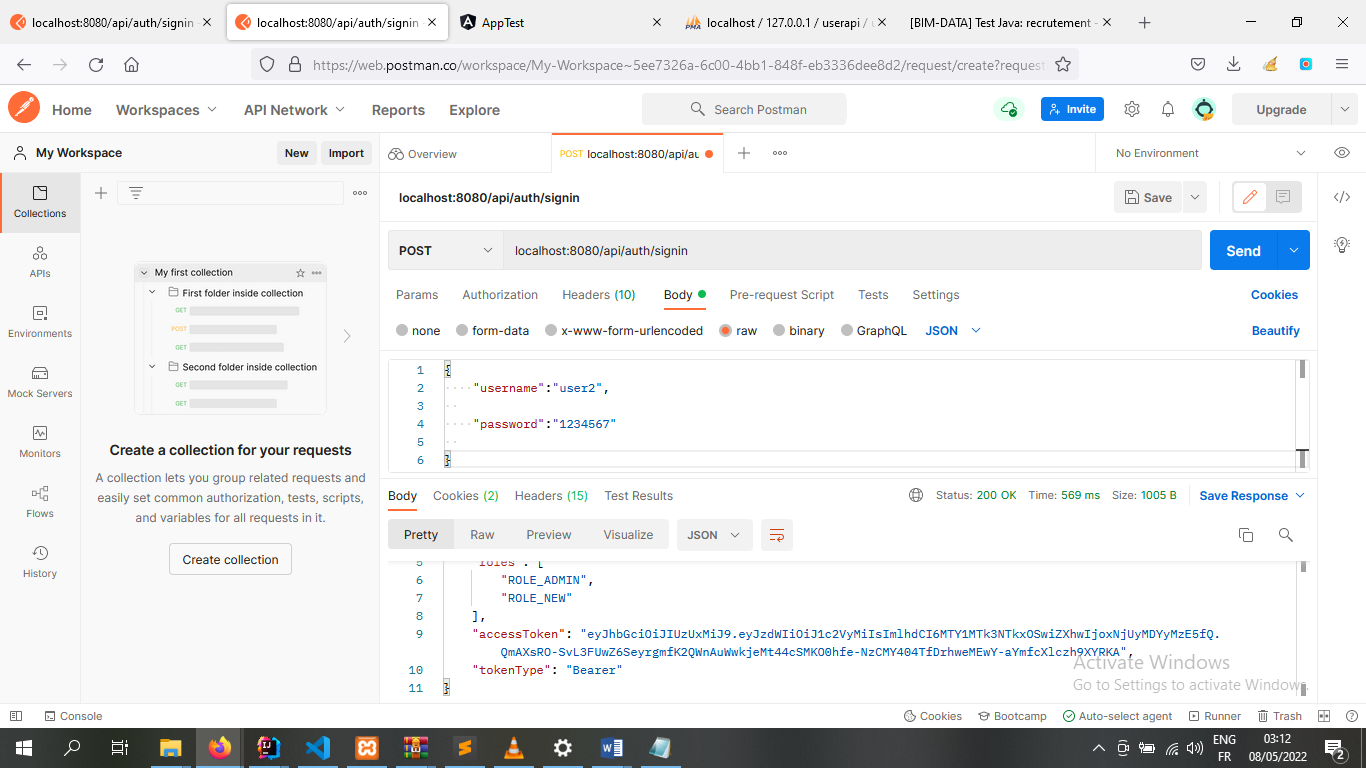 localhost:8080/api/auth/signin
localhost:8080/api/auth/signin
AppTest
localhost / 127.0.0.1 / userapi /
[BIM-DATA] Test Java: recrutement
https://web.postman.co/workspace/My-Workspace~5ee7326a-6c00-4bb1-848f-eb3336dee8d2/request/create?request
Home
Workspaces
API Network
Reports
Explore
Search Postman
Invite
Upgrade
My Workspace
New
Import
Overview
POST localhost:8080/api/au
No Environment
Collections
APIs
Environments
Mock Servers
Monitors
Flows
History
My first collection
First folder inside collection
GET
POST
GET
Second folder inside collection
GET
GET
Create a collection for your requests
A collection lets you group related requests and
easily set common authorization, tests, scripts,
and variables for all requests in it.
Create collection
localhost:8080/api/auth/signin
Save
POST
localhost:8080/api/auth/signin
Send
Params
Authorization
Headers (10)
Body
Pre-request Script
Tests
Settings
Cookies
none
form-data
x-www-form-urlencoded
raw
binary
GraphQL
JSON
Beautify
1 {
2 "username":"user2",
3
4 "password":"1234567"
5
6 }
Body
Cookies (2)
Headers (15)
Test Results
Status: 200 OK
Time: 569 ms
Size: 1005 B
Save Response
Pretty
Raw
Preview
Visualize
JSON
5 "roles": [
6 "ROLE_ADMIN",
7 "ROLE_NEW"
8 ],
9 "accessToken": "eyJhbGciOiJIUzUxMiJ9.eyJzdWIiOiJ1c2VyMiIsImlhdCI6MTY1MTk3NTkxOSwiZXhwIjoxNjUyMDYyMzE5fQ.
QmAXsRO-SvL3FUwZ6SeyrgmfK2QWnAuWwkjeMt44cSMKO0hfe-NzCMY404TfDrhweMEwY-aYmfcXlczh9XYRKA",
10 "tokenType": "Bearer"
11 }
Activate Windows
Go to Settings to activate Windows.
Console
Cookies
Bootcamp
Auto-select agent
Runner
Trash
ENG
FR
03:12
08/05/2022
2